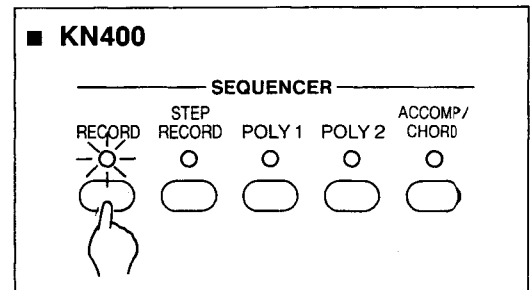 ■ KN400
SEQUENCER
RECORD
STEP
RECORD
POLY 1
POLY 2
ACCOMP/
CHORD